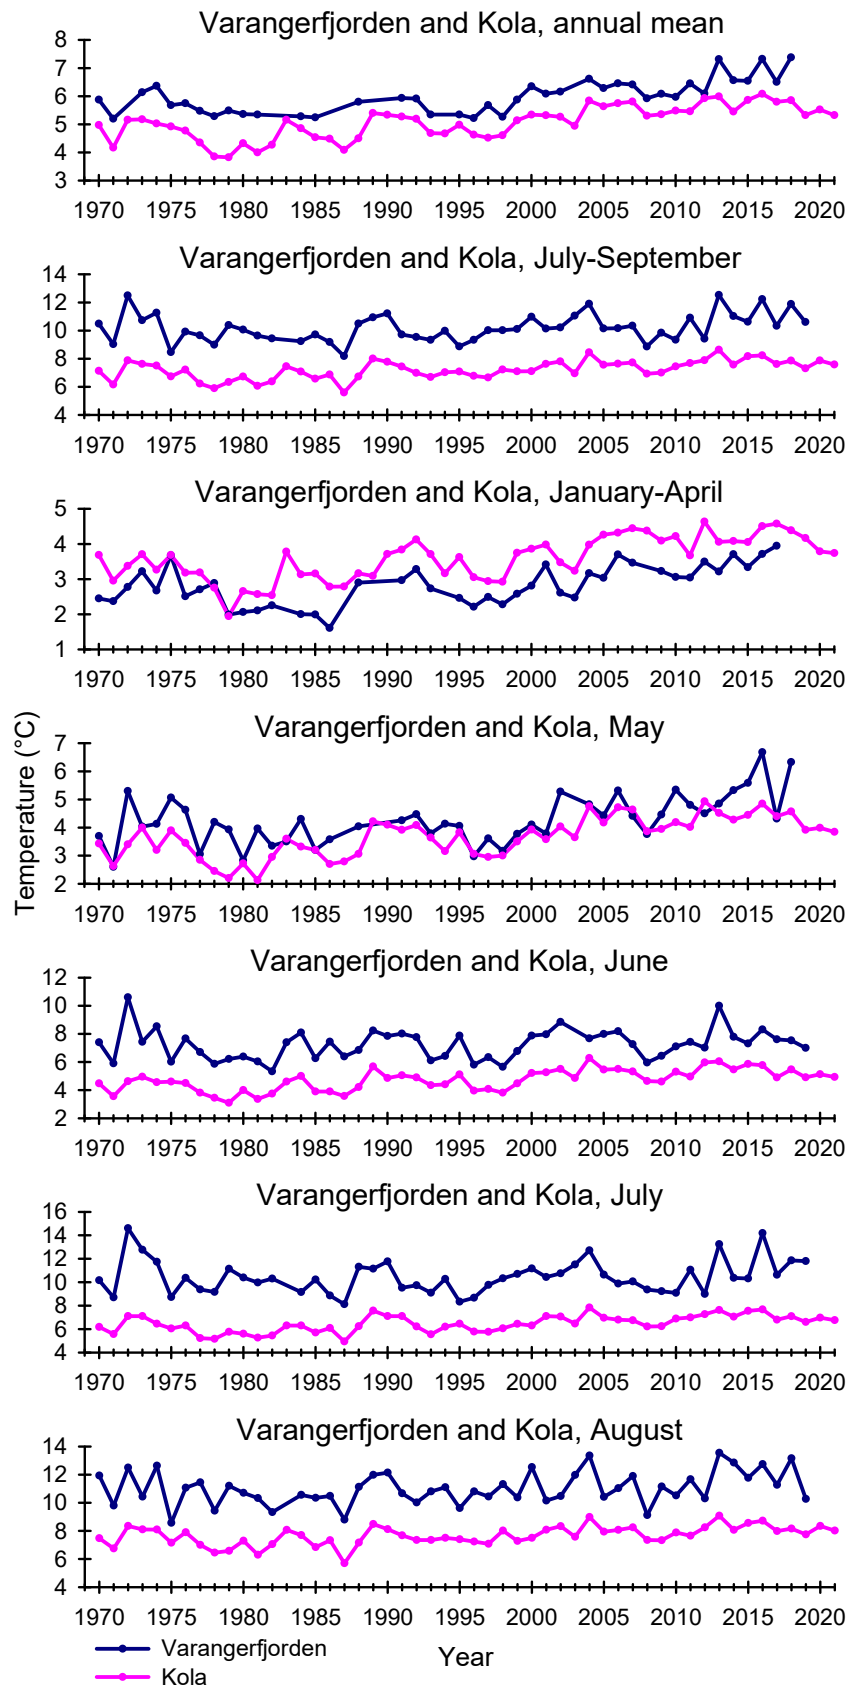 Varangerfjorden and Kola, annual mean
8
7
6
5
4
3
1970 1975 1980 1985 1990 1995 2000 2005 2010 2015 2020
Varangerfjorden and Kola, July-September
14
12
10
8
6
4
1970 1975 1980 1985 1990 1995 2000 2005 2010 2015 2020
Varangerfjorden and Kola, January-April
5
4
3
2
1
1970 1975 1980 1985 1990 1995 2000 2005 2010 2015 2020
Temperature (°C)
Varangerfjorden and Kola, May
7
6
5
4
3
2
1970 1975 1980 1985 1990 1995 2000 2005 2010 2015 2020
Varangerfjorden and Kola, June
12
10
8
6
4
2
1970 1975 1980 1985 1990 1995 2000 2005 2010 2015 2020
Varangerfjorden and Kola, July
16
14
12
10
8
6
4
1970 1975 1980 1985 1990 1995 2000 2005 2010 2015 2020
Varangerfjorden and Kola, August
14
12
10
8
6
4
1970 1975 1980 1985 1990 1995 2000 2005 2010 2015 2020
Year
Varangerfjorden
Kola